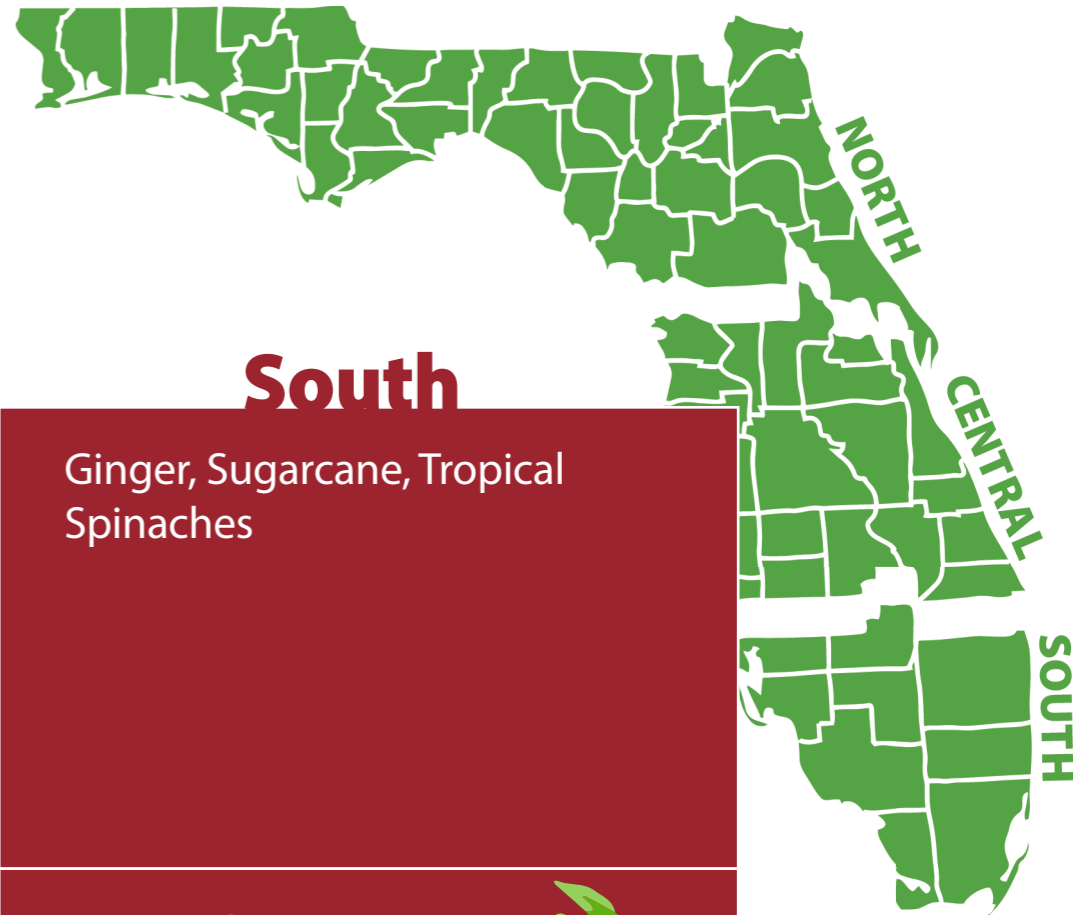 NORTH
South
CENTRAL
Ginger, Sugarcane, Tropical
Spinaches
SOUTH